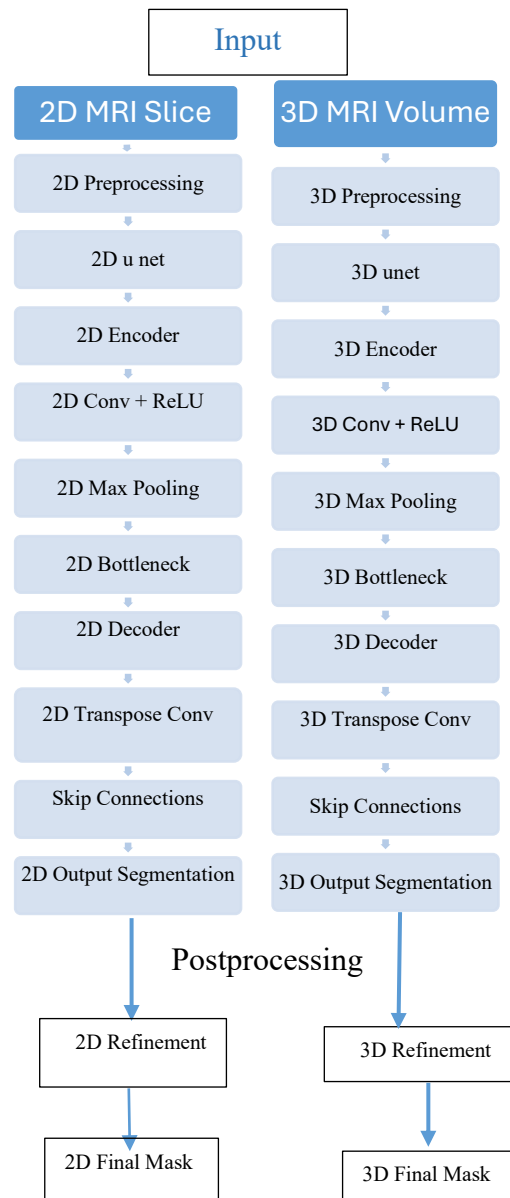 Input
2D MRI Slice
2D Preprocessing
2D u net
2D Encoder
2D Conv + ReLU
2D Max Pooling
2D Bottleneck
2D Decoder
2D Transpose Conv
Skip Connections
2D Output Segmentation
3D MRI Volume
3D Preprocessing
3D unet
3D Encoder
3D Conv + ReLU
3D Max Pooling
3D Bottleneck
3D Decoder
3D Transpose Conv
Skip Connections
3D Output Segmentation
Postprocessing
2D Refinement
2D Final Mask
3D Refinement
3D Final Mask